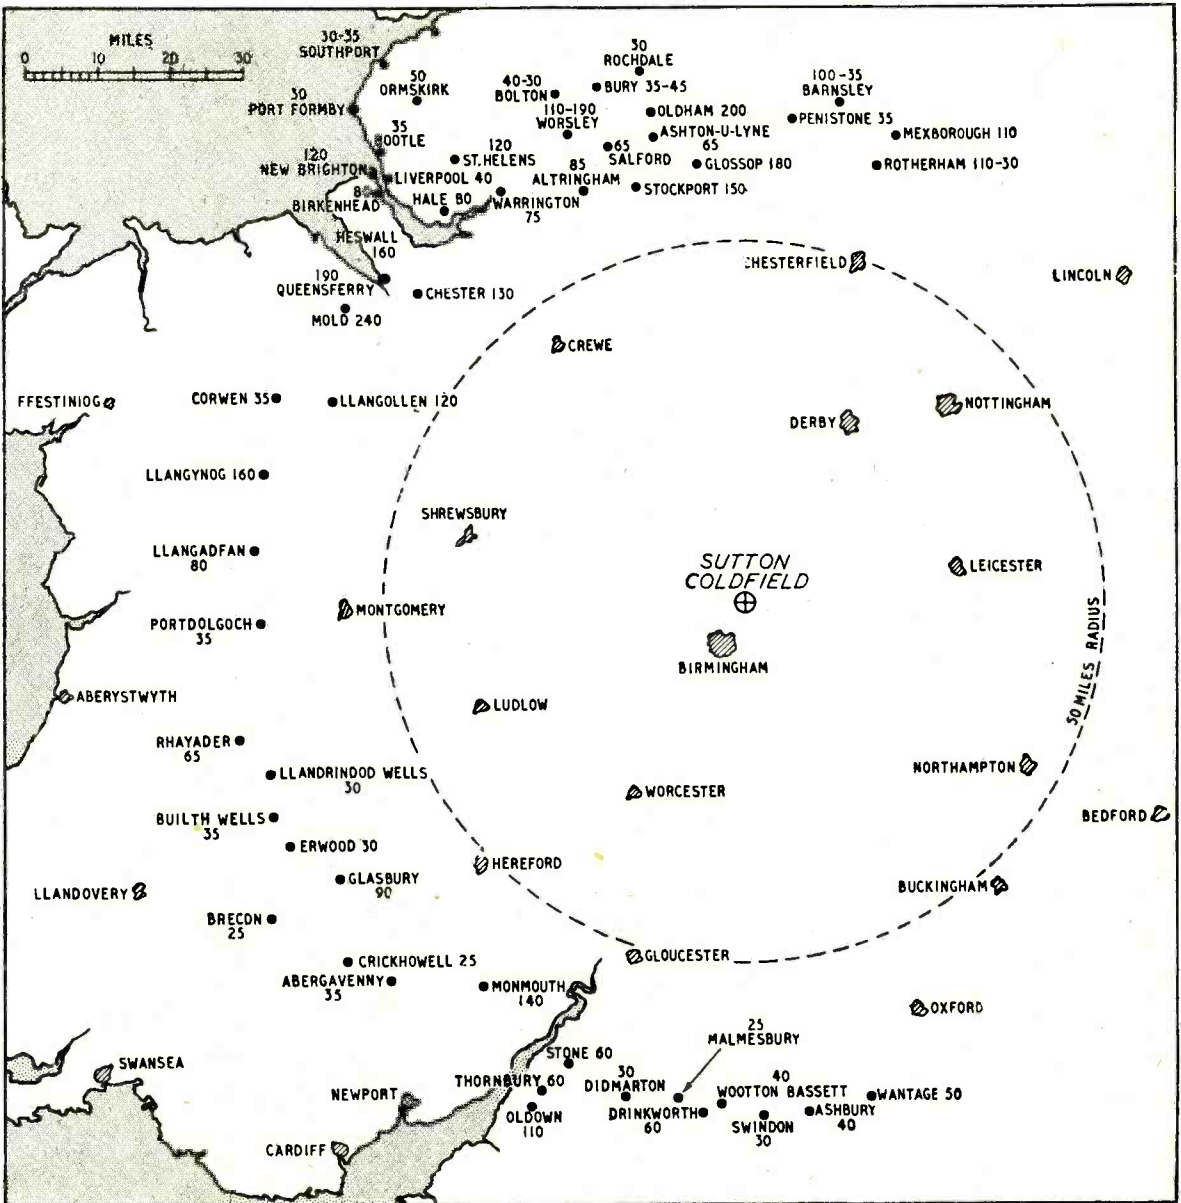 MILES
0 10 20 30
30-35
SOUTHPORT
50
ORMSKIRK
30
PORT FORMBY
35
OOTLE
120
NEW BRIGHTON
LIVERPOOL 40
BIRKENHEAD
HALE 80
HESWALL
160
120
ST.HELENS
40-30
BOLTON
110-190
WORSLEY
30
ROCHDALE
BURY 35-45
OLDHAM 200
ASHTON-U-LYNE
65
65
SALFORD
GLOSSOP 180
85
ALTRINGHAM
STOCKPORT 150
WARRINGTON
75
100-35
BARNSLEY
PENISTONE 35
MEXBOROUGH 110
ROTHERHAM 110-30
190
QUEENSFERRY
CHESTER 130
MOLD 240
CHESTERFIELD
LINCOLN
CREWE
FFESTINIOG
CORWEN 35
LLANGOLLEN 120
DERBY
NOTTINGHAM
LLANGYNOG 160
SHREWSBURY
LLANGADFAN
80
SUTTON
COLDFIELD
LEICESTER
MONTGOMERY
PORTDOLGOCH
35
BIRMINGHAM
50 MILES RADIUS
ABERYSTWYTH
LUDLOW
RHAYADER
65
LLANDRINDOD WELLS
30
NORTHAMPTON
WORCESTER
BEDFORD
BUILTH WELLS
35
ERWOOD 30
HEREFORD
GLASBURY
90
LLANDOVERY
BUCKINGHAM
BRECON
25
GLOUCESTER
CRICKHOWELL 25
ABERGAVENNY
35
MONMOUTH
140
OXFORD
25
MALMESBURY
STONE 60
SWANSEA
THORNBURY 60
30
DIDMARTON
40
WOOTTON BASSETT
WANTAGE 50
NEWPORT
OLDOWN
110
DRINKWORTH
60
SWINDON
30
ASHBURY
40
CARDIFF